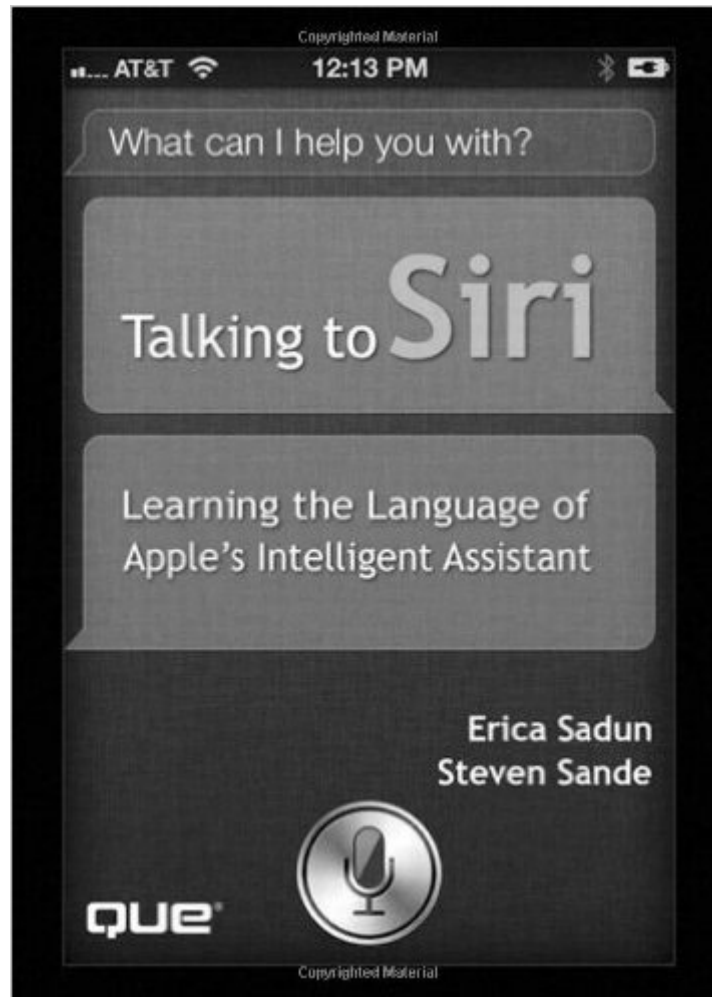 Copyrighted Material
AT&T 12:13 PM
What can I help you with?
Talking to Siri
Learning the Language of
Apple's Intelligent Assistant
Erica Sadun
Steven Sande
que®
Copyrighted Material